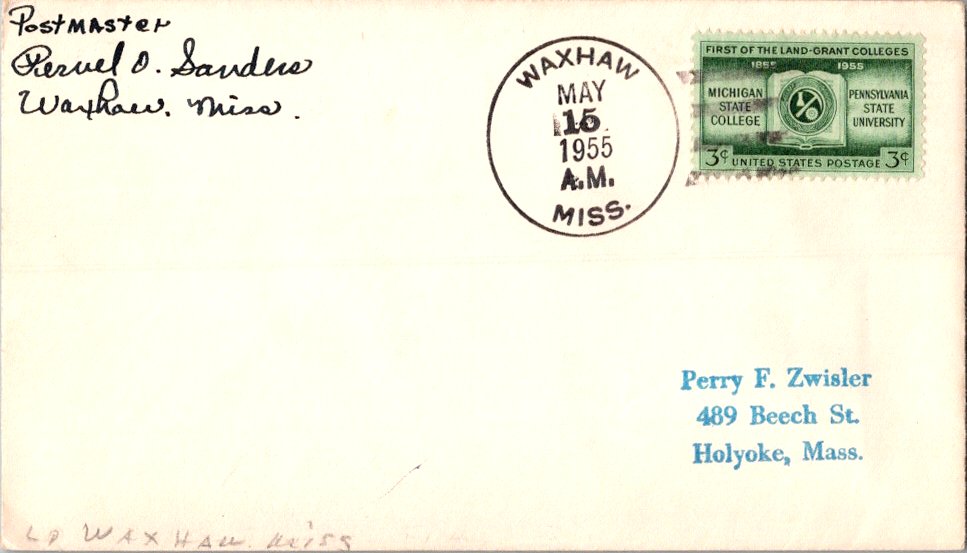 Postmaster
O. Sanders
Waxhaw, Miss.
WAXHAW
MAY
15
1955
A.M.
MISS.
FIRST OF THE LAND-GRANT COLLEGES
1855 1955
MICHIGAN
STATE
COLLEGE
PENNSYLVANIA
STATE
UNIVERSITY
3¢ UNITED STATES POSTAGE 3¢
Perry F. Zwisler
489 Beech St.
Holyoke, Mass.
LD WAXHAW. Miss